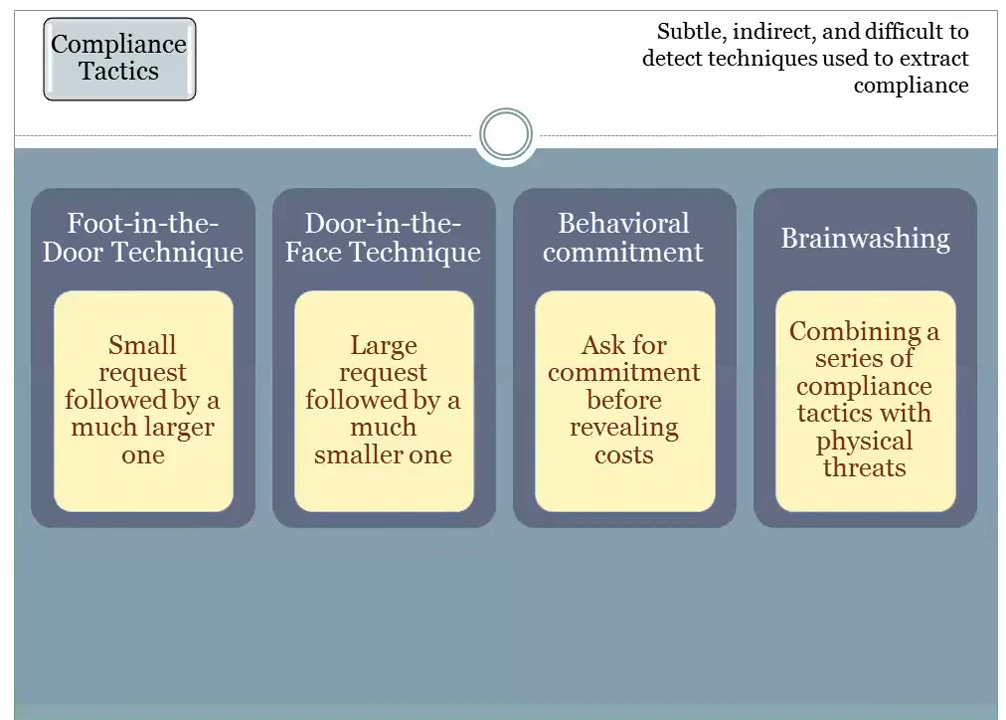 Compliance
Tactics
Subtle, indirect, and difficult to
detect techniques used to extract
compliance
Foot-in-the-
Door Technique
Small
request
followed by a
much larger
one
Door-in-the-
Face Technique
Large
request
followed by a
much
smaller one
Behavioral
commitment
Ask for
commitment
before
revealing
costs
Brainwashing
Combining a
series of
compliance
tactics with
physical
threats